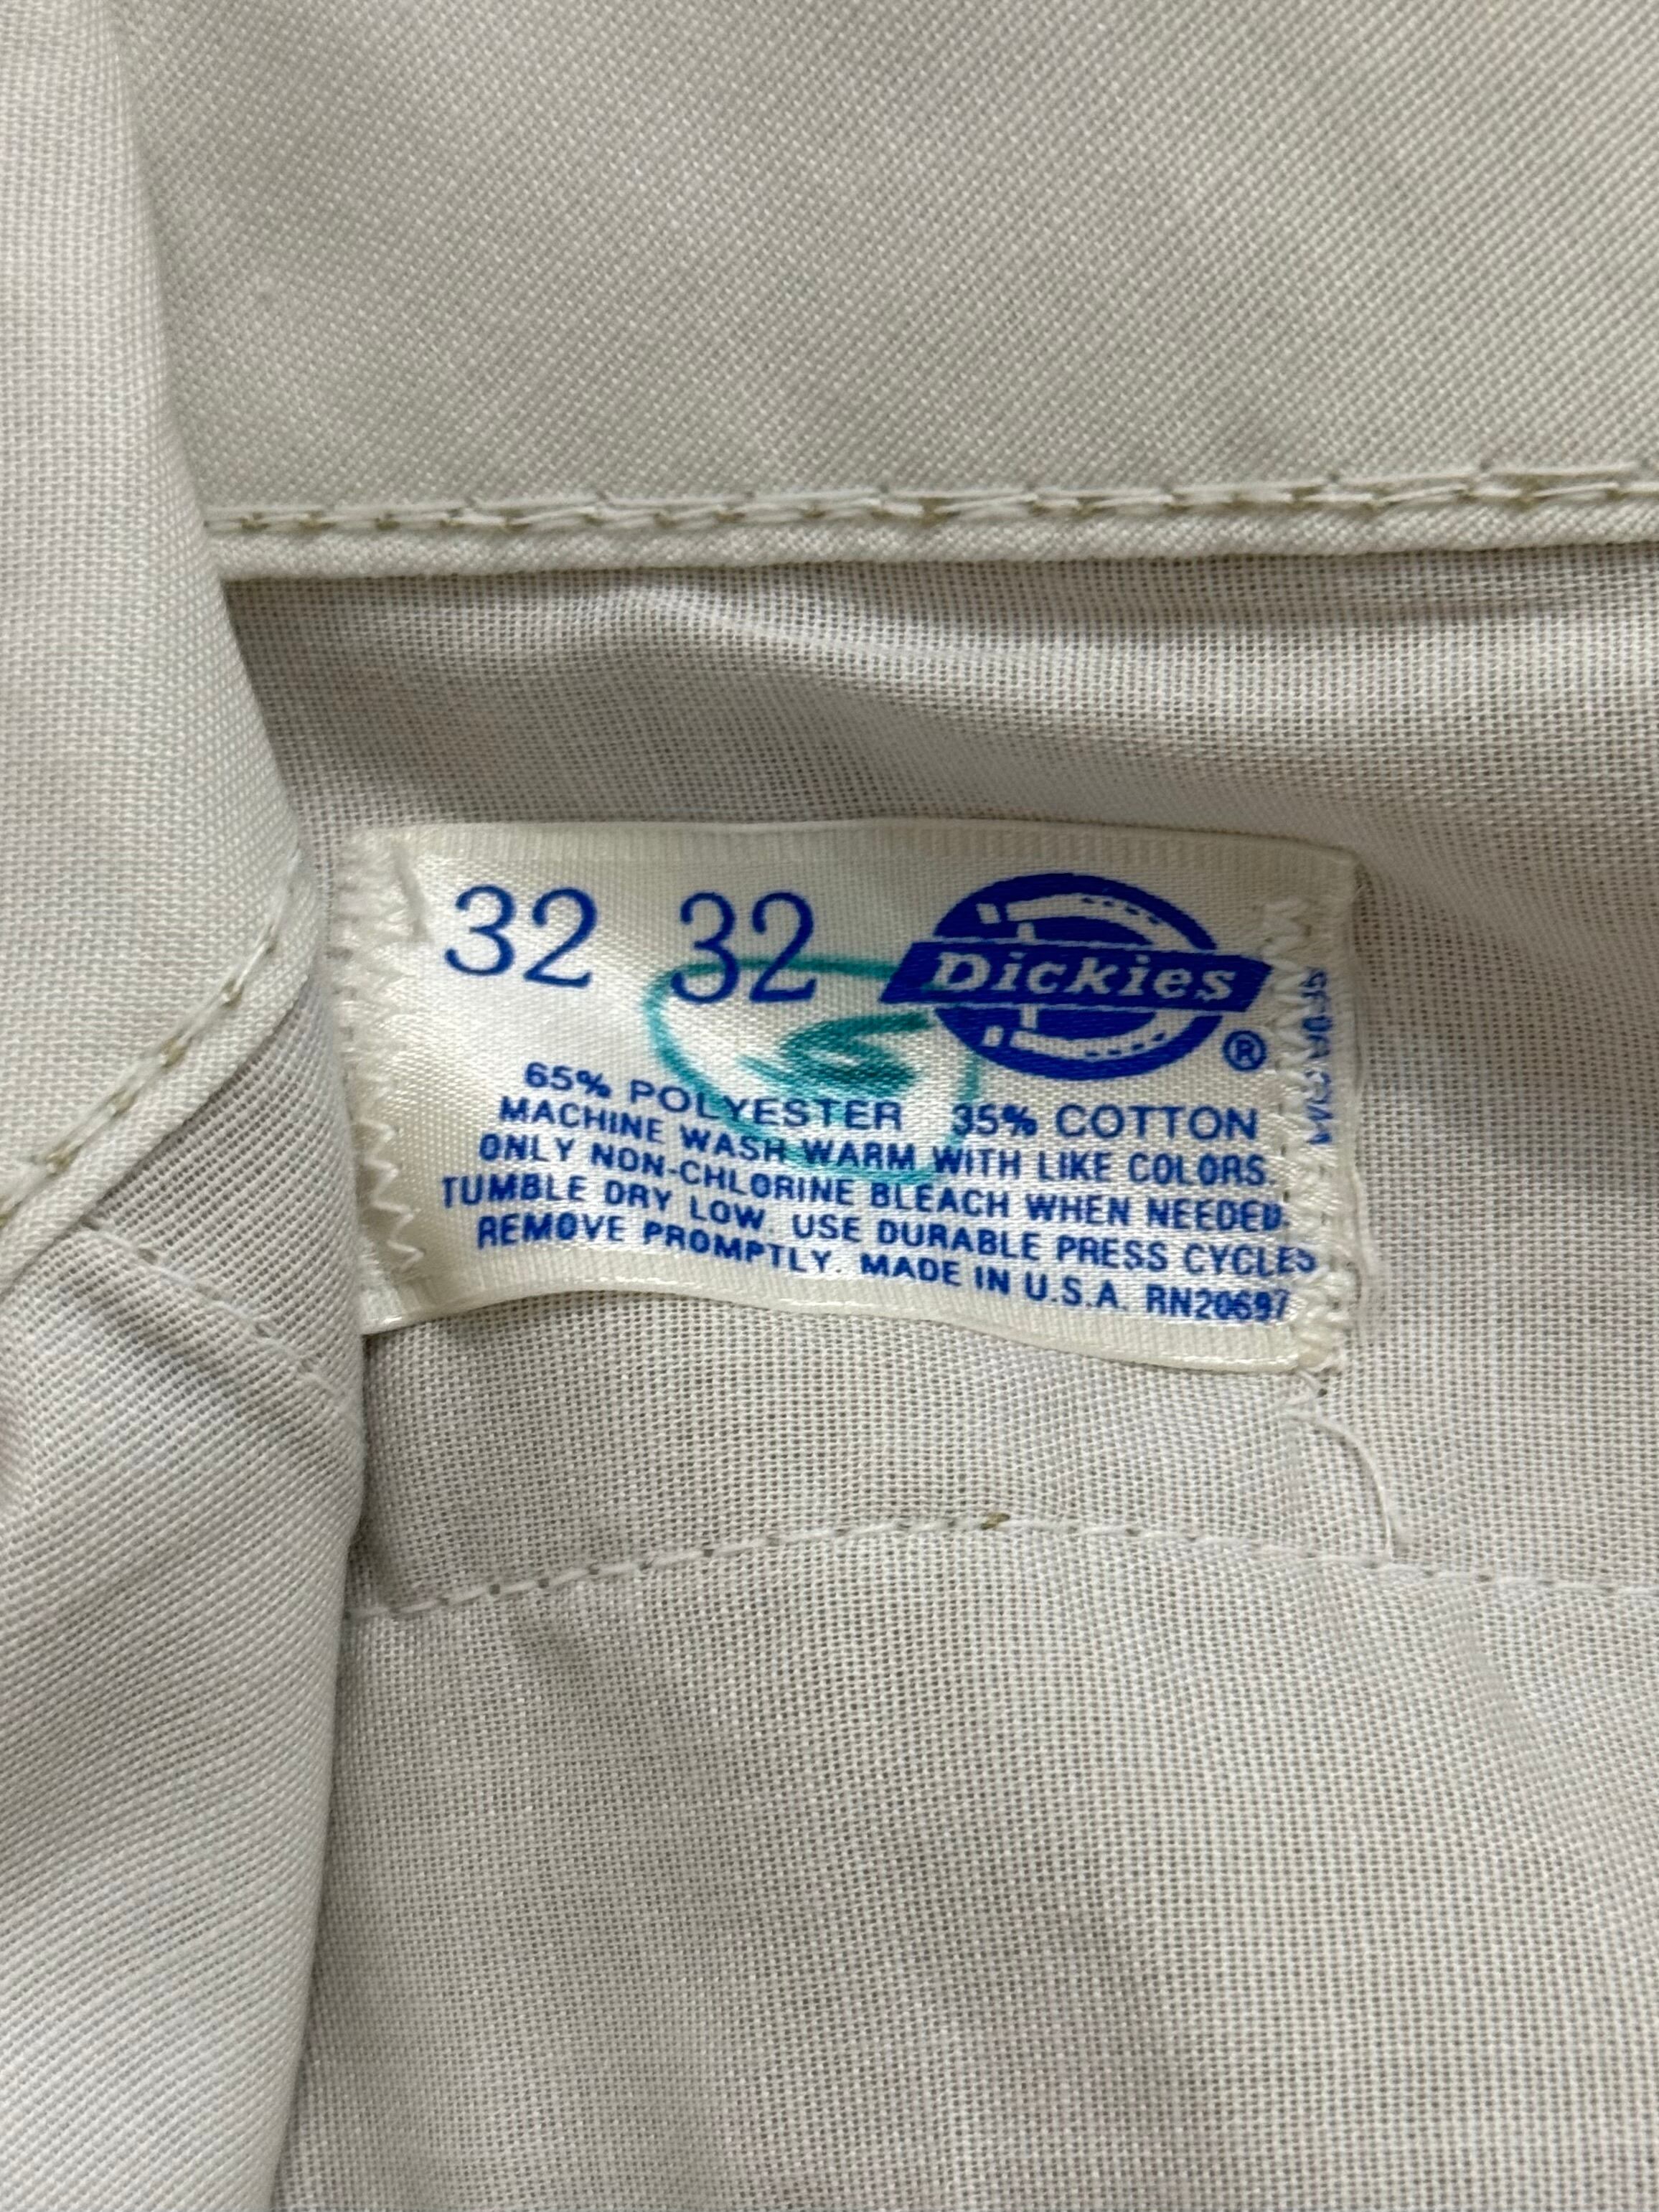 32 32 Dickies ®
65% POLYESTER 35% COTTON
MACHINE WASH WARM WITH LIKE COLORS.
ONLY NON-CHLORINE BLEACH WHEN NEEDED.
TUMBLE DRY LOW. USE DURABLE PRESS CYCLES
REMOVE PROMPTLY. MADE IN U.S.A. RN20697